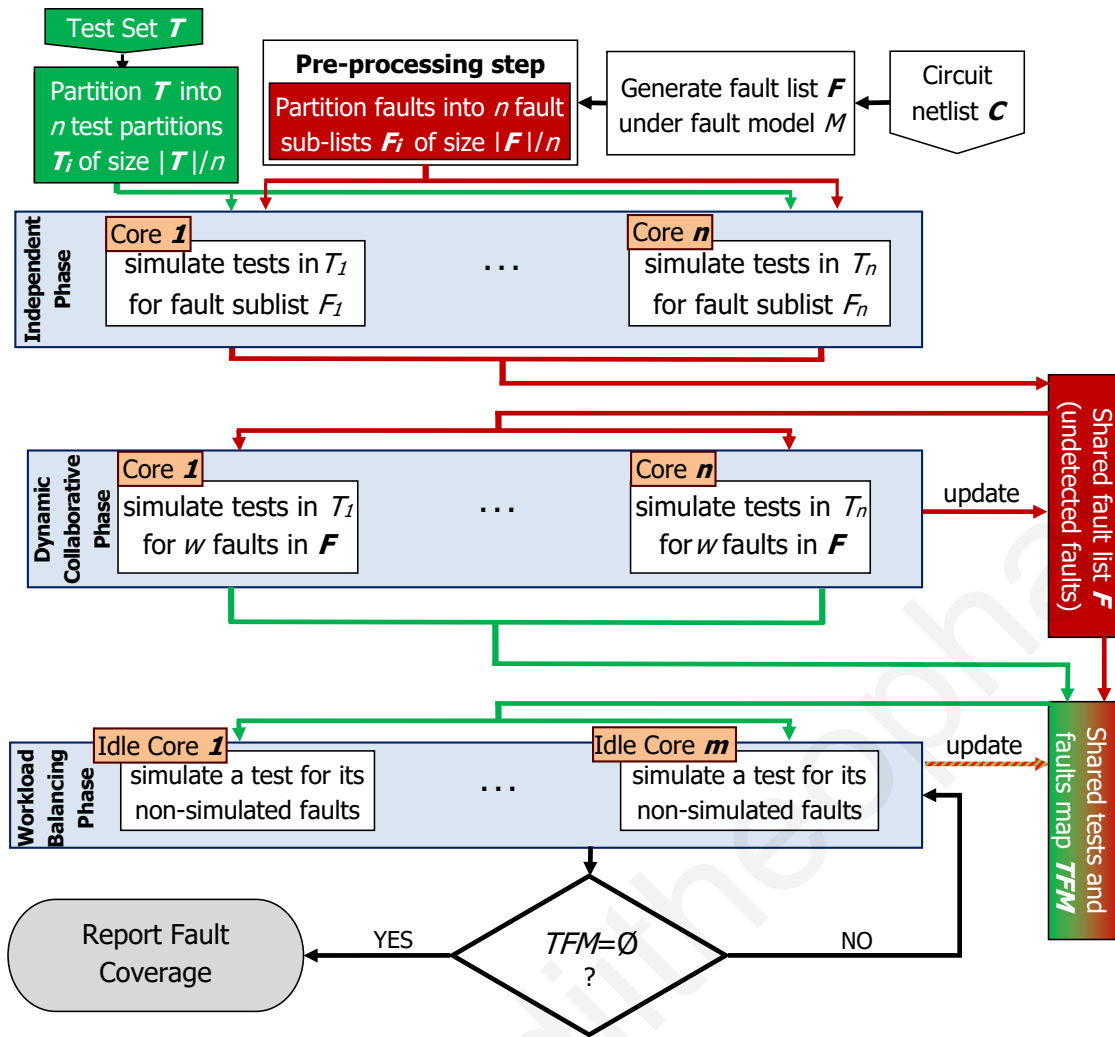 Test Set T
Partition T into
n test partitions
Ti of size |T|/n
Pre-processing step
Partition faults into n fault
sub-lists Fi of size |F|/n
Generate fault list F
under fault model M
Circuit
netlist C
Independent
Phase
Core 1
simulate tests in T1
for fault sublist F1
...
Core n
simulate tests in Tn
for fault sublist Fn
Dynamic
Collaborative
Phase
Core 1
simulate tests in T1
for w faults in F
...
Core n
simulate tests in Tn
for w faults in F
update
Shared fault list F
(undetected faults)
Workload
Balancing
Phase
Idle Core 1
simulate a test for its
non-simulated faults
...
Idle Core m
simulate a test for its
non-simulated faults
update
Shared tests and
faults map TFM
Report Fault
Coverage
YES
TFM=Ø
?
NO